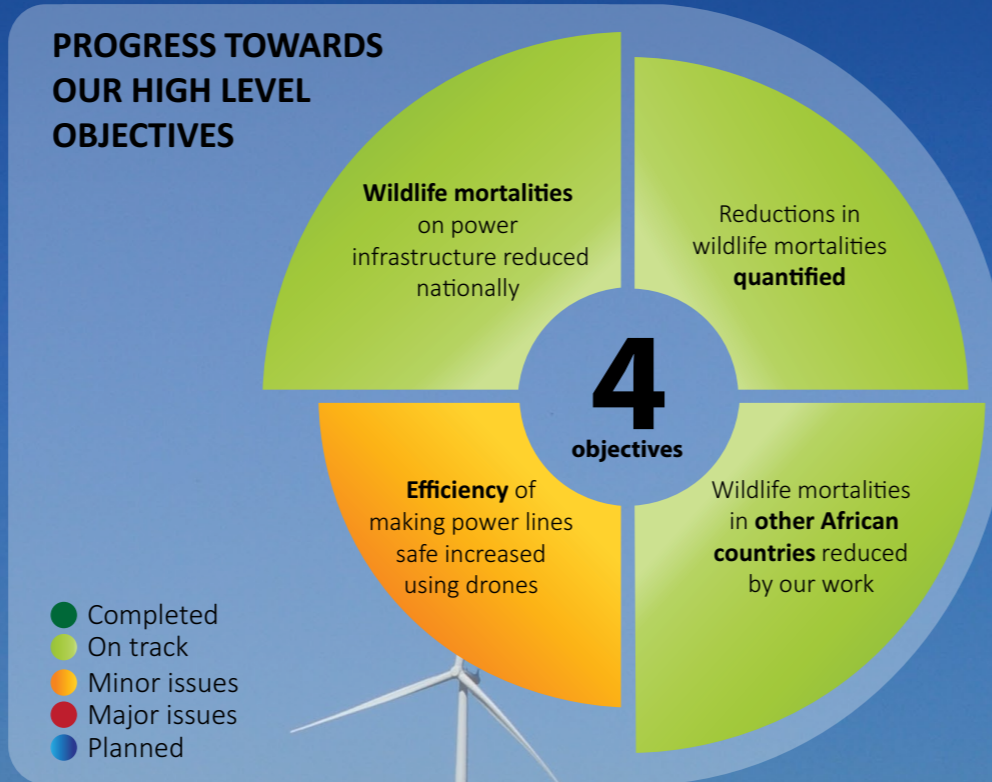 PROGRESS TOWARDS
OUR HIGH LEVEL
OBJECTIVES
Wildlife mortalities
on power
infrastructure reduced
nationally
Reductions in
wildlife mortalities
quantified
4
objectives
Efficiency of
making power lines
safe increased
using drones
Wildlife mortalities
in other African
countries reduced
by our work
Completed
On track
Minor issues
Major issues
Planned